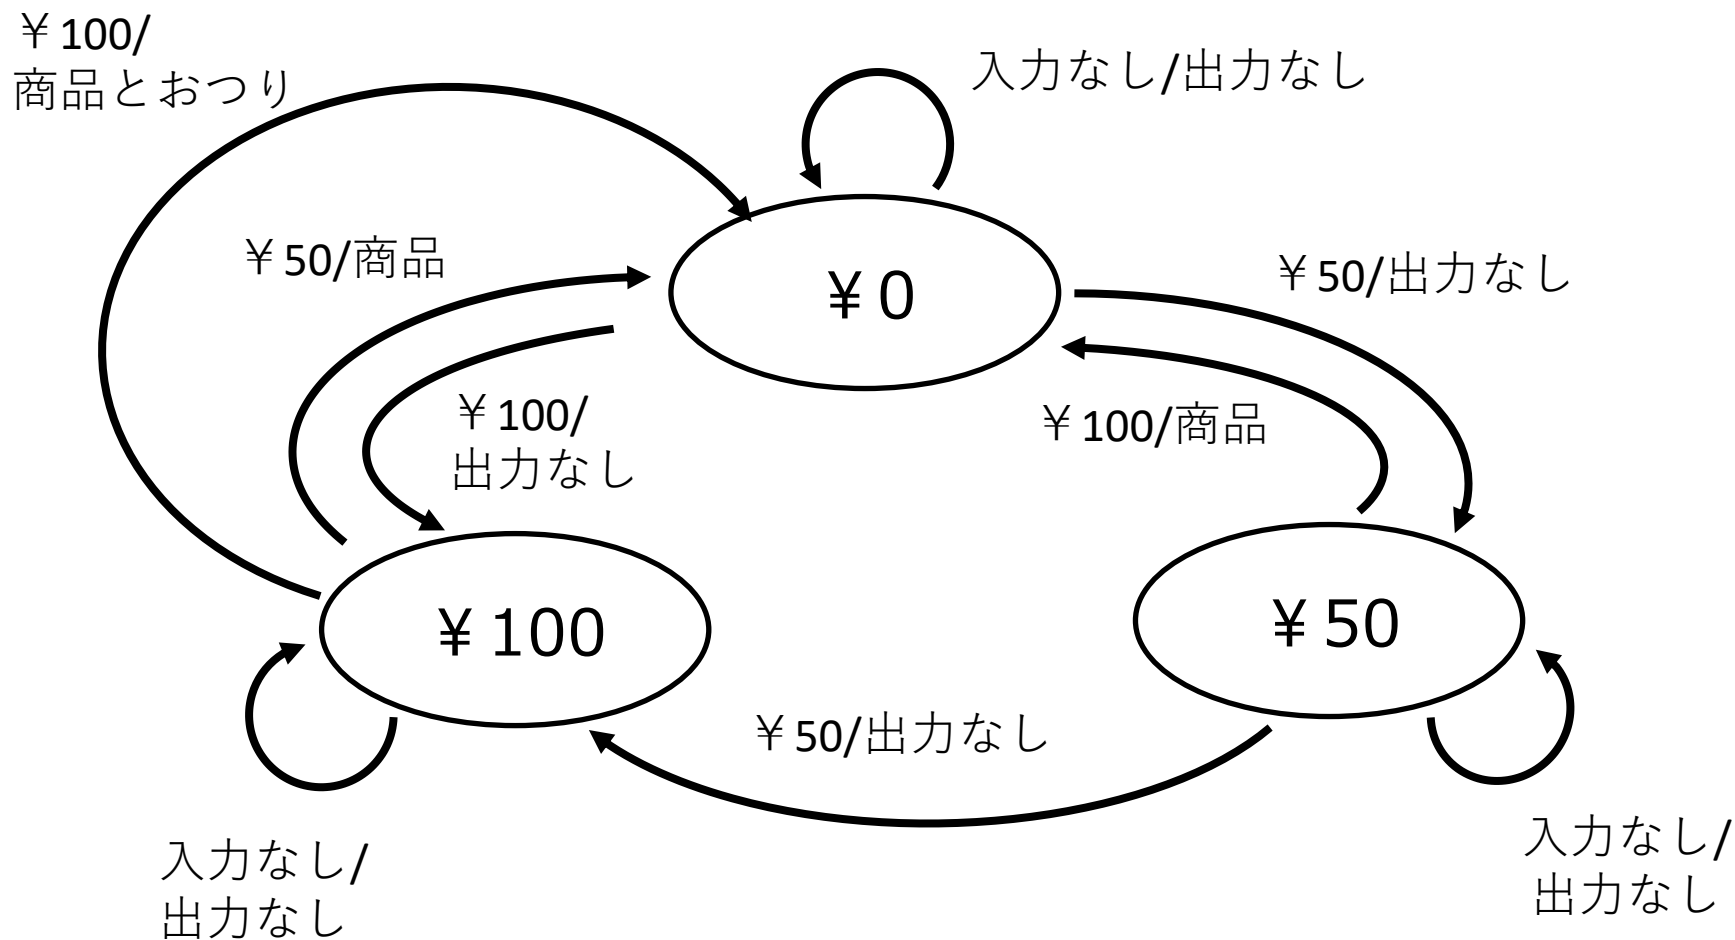 ￥100/
商品とおつり
入力なし/出力なし
￥50/商品
￥0
￥50/出力なし
￥100/
出力なし
￥100/商品
￥100
￥50
￥50/出力なし
入力なし/
出力なし
入力なし/
出力なし